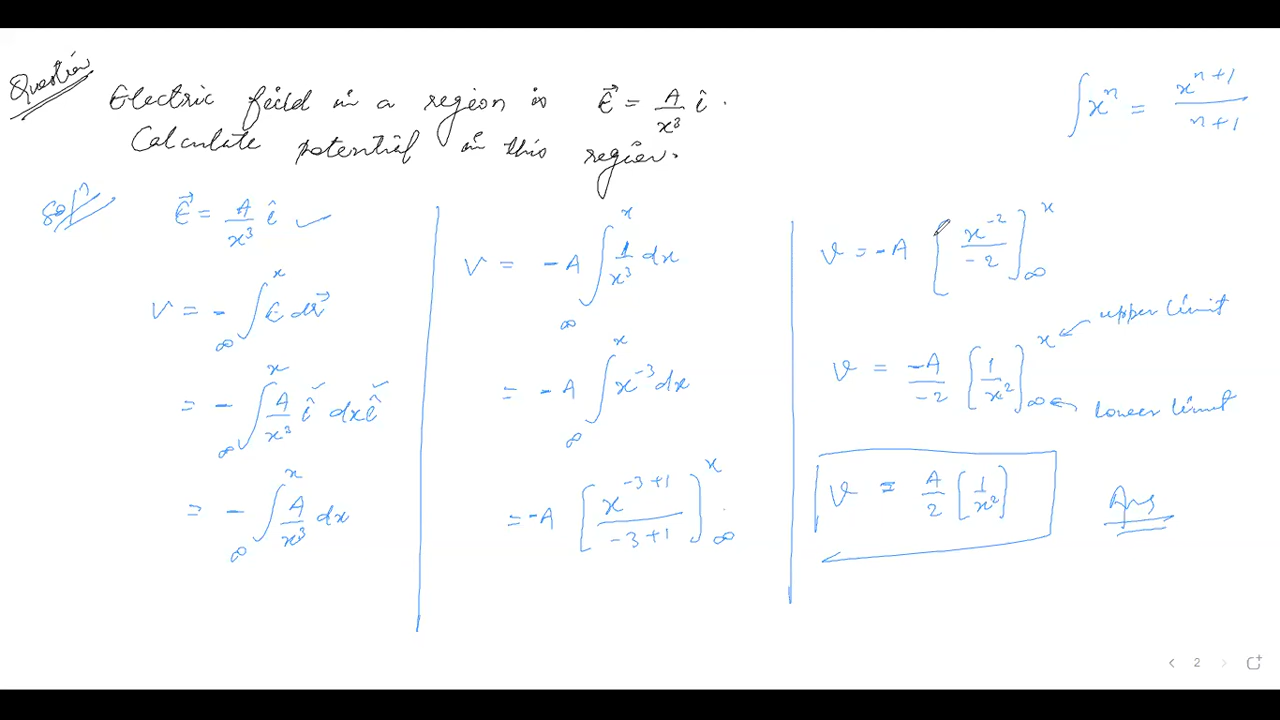 Question
Electric feild in a region is E⃗ = A/x³ î.
Calculate potential in this region.
∫xⁿ = xⁿ⁺¹/n+1
Solⁿ
E⃗ = A/x³ î ✓
V = - ∫_∞^x E dr⃗
= - ∫_∞^x A/x³ î dx î
= - ∫_∞^x A/x³ dx
V = -A ∫_∞^x 1/x³ dx
= -A ∫_∞^x x⁻³ dx
= -A [x⁻³⁺¹/-3+1]_∞^x
V = -A [x⁻²/-2]_∞^x
V = -A/-2 [1/x²]_∞^x
upper limit
lower limit
V = A/2 [1/x²]
Ans
2